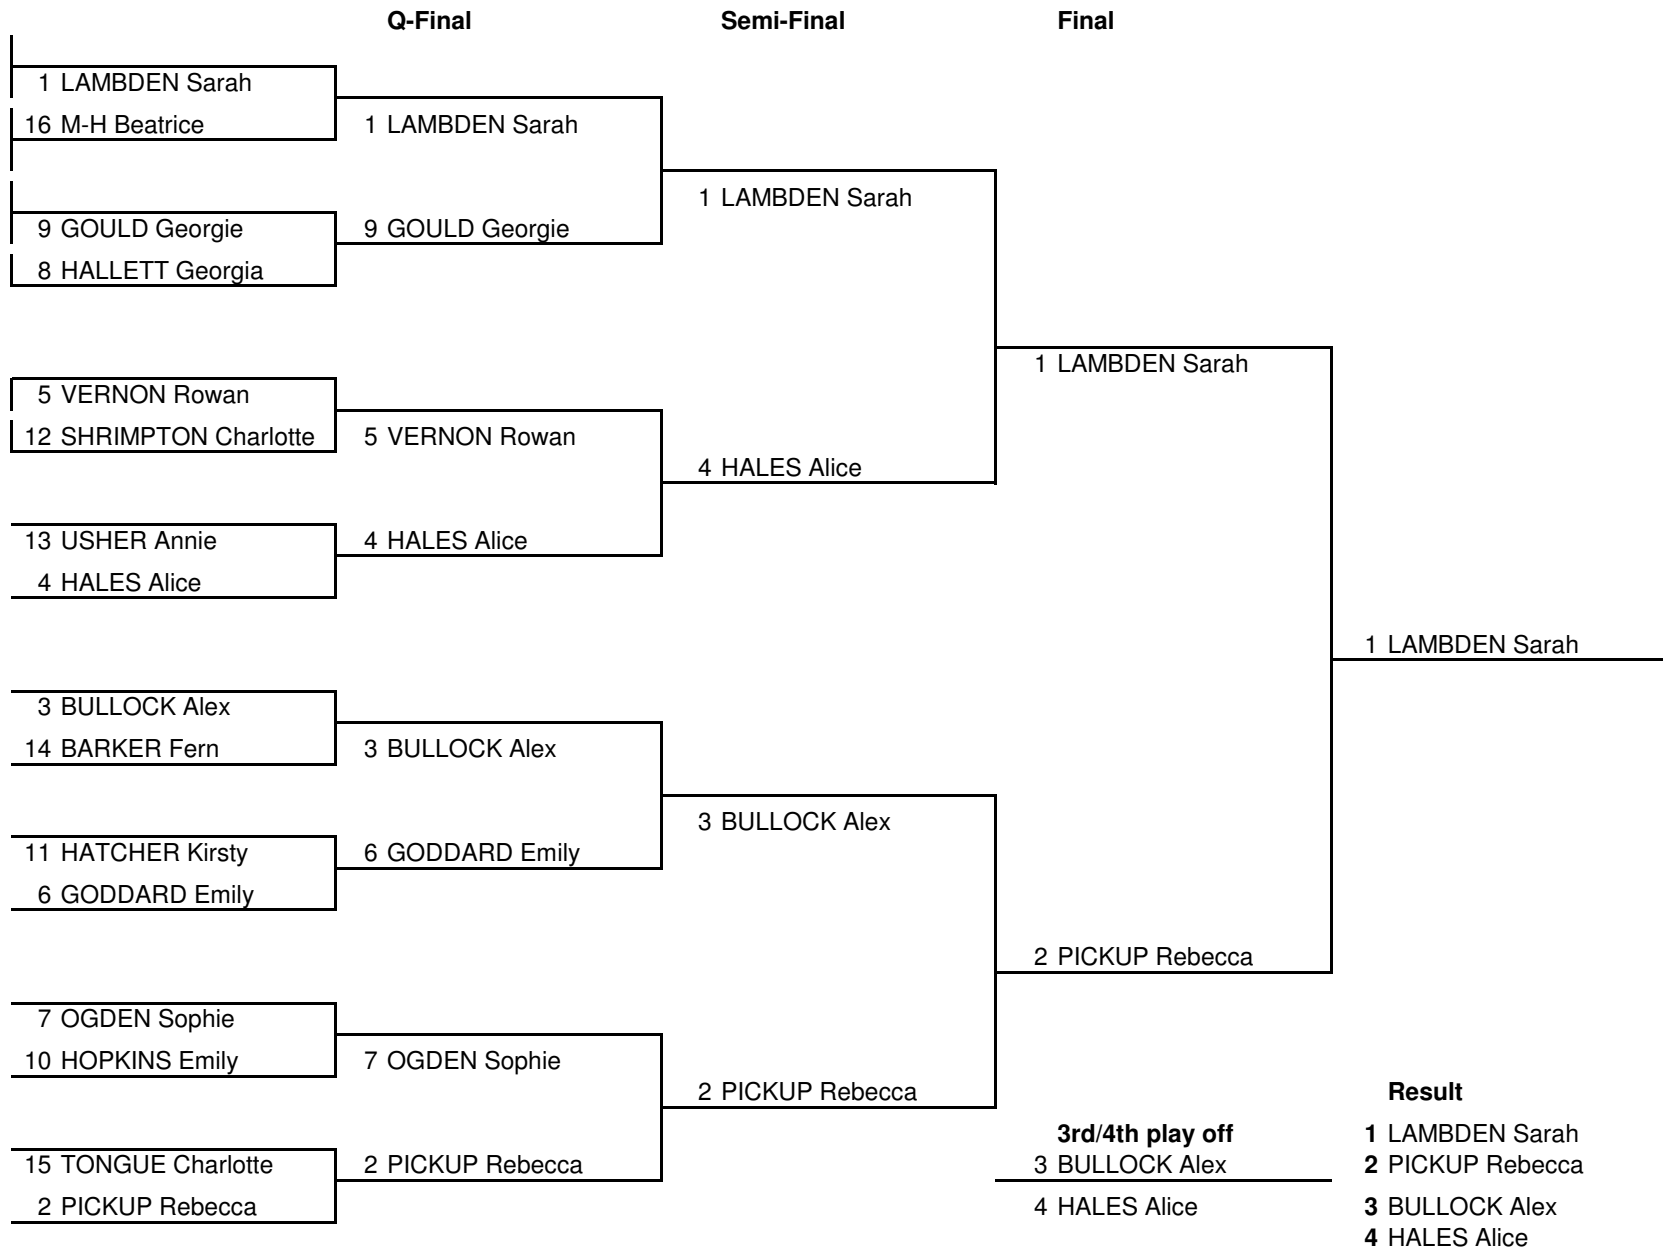 Q-Final Semi-Final Final
1 LAMBDEN Sarah
16 M-H Beatrice 1 LAMBDEN Sarah
1 LAMBDEN Sarah
9 GOULD Georgie 9 GOULD Georgie
8 HALLETT Georgia
1 LAMBDEN Sarah
5 VERNON Rowan
12 SHRIMPTON Charlotte 5 VERNON Rowan
4 HALES Alice
13 USHER Annie 4 HALES Alice
4 HALES Alice
1 LAMBDEN Sarah
3 BULLOCK Alex
14 BARKER Fern 3 BULLOCK Alex
3 BULLOCK Alex
11 HATCHER Kirsty 6 GODDARD Emily
6 GODDARD Emily
2 PICKUP Rebecca
7 OGDEN Sophie
10 HOPKINS Emily 7 OGDEN Sophie
2 PICKUP Rebecca Result
3rd/4th play off 1 LAMBDEN Sarah
15 TONGUE Charlotte 2 PICKUP Rebecca 3 BULLOCK Alex 2 PICKUP Rebecca
2 PICKUP Rebecca 4 HALES Alice 3 BULLOCK Alex
4 HALES Alice